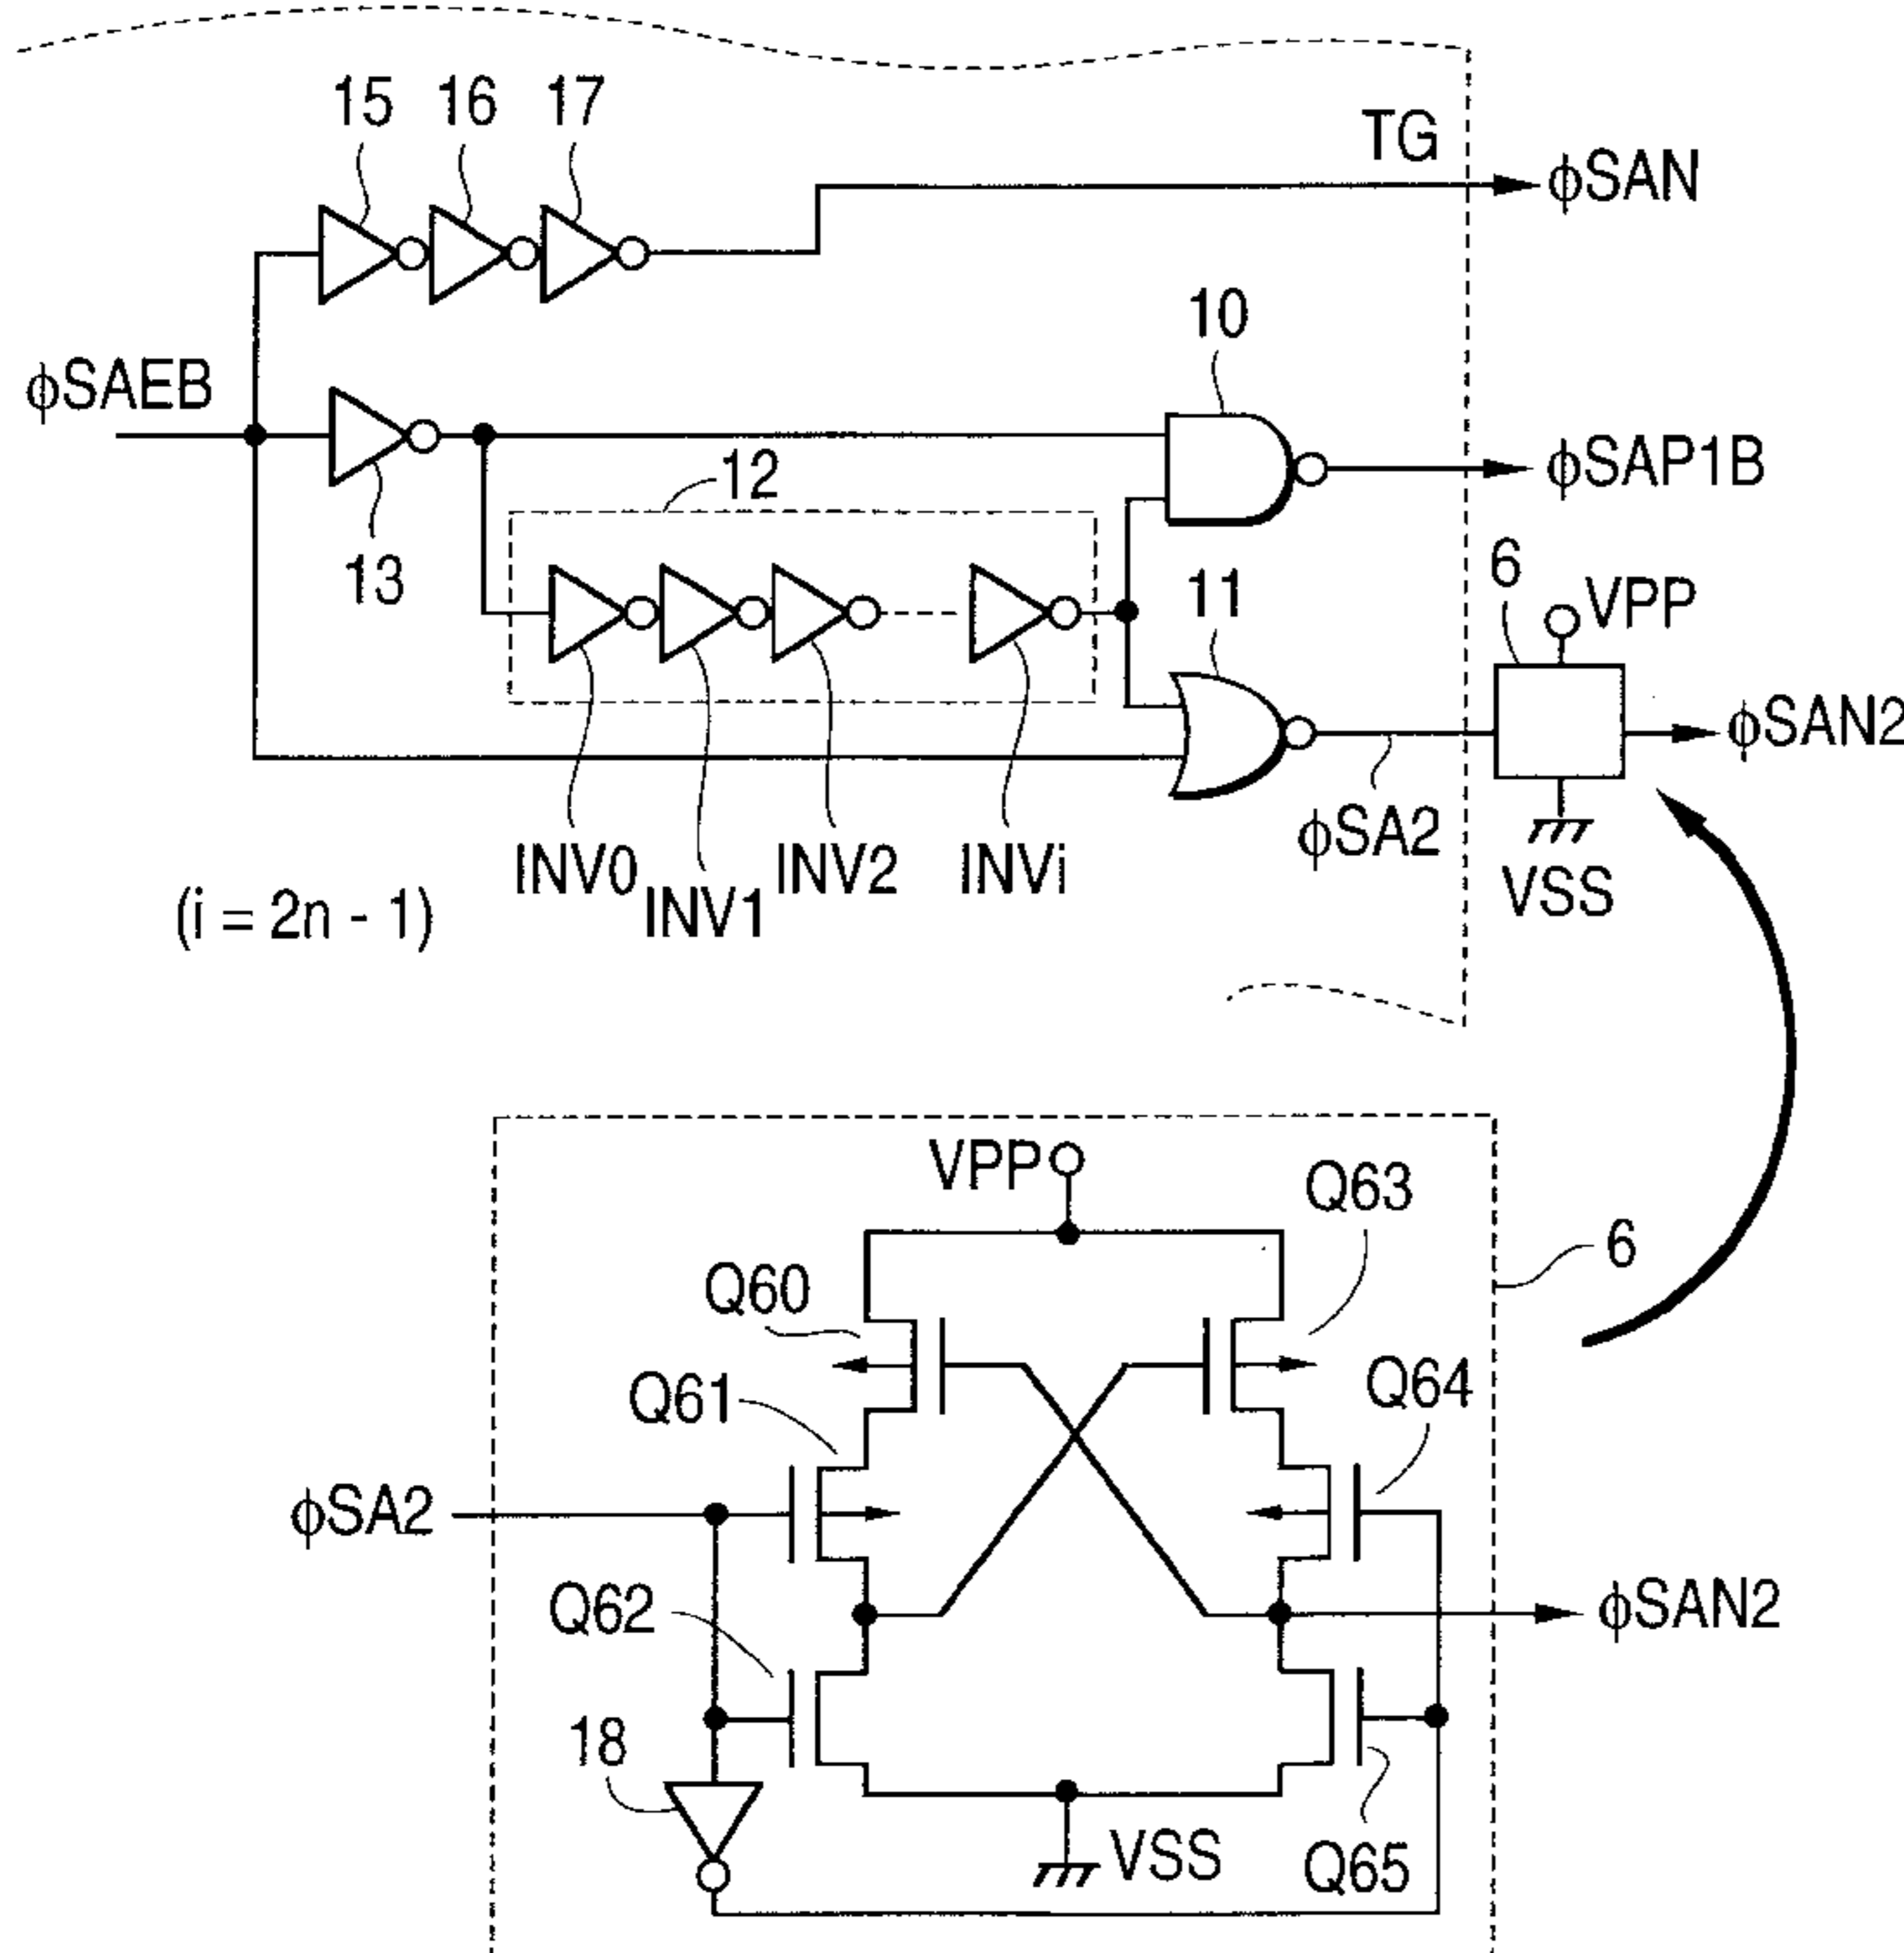 15 16 17
TG
φSAN
10
φSAEB
φSAP1B
12
13
11
6
VPP
φSAN2
φSA2
VSS
INV0 INV1 INV2 INVi
(i = 2n - 1)
VPP
Q63
6
Q60
Q64
Q61
φSA2
Q62
φSAN2
18
VSS
Q65